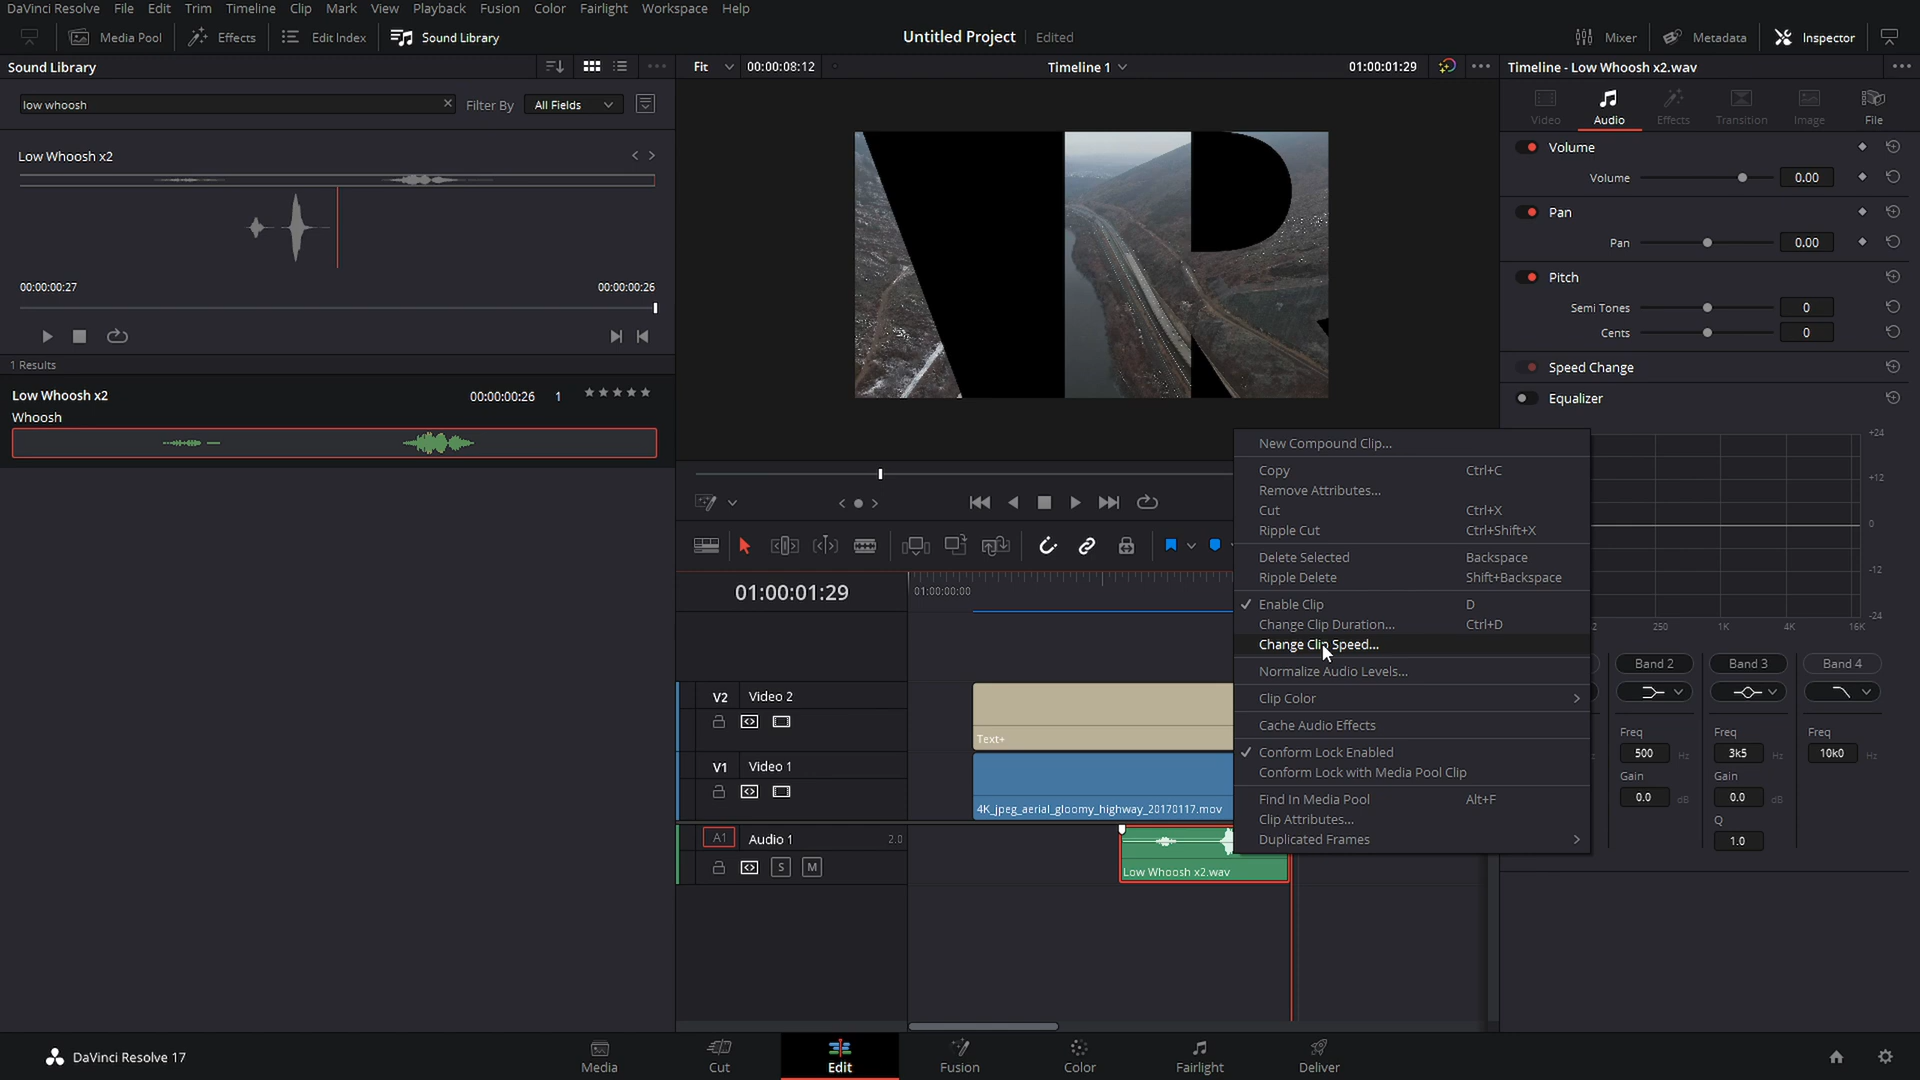 DaVinci Resolve File Edit Trim Timeline Clip Mark View Playback Fusion Color Fairlight Workspace Help
Media Pool Effects Edit Index Sound Library
Untitled Project Edited
Mixer Metadata Inspector
Sound Library
Fit 00:00:08:12
Timeline 1
01:00:01:29
Timeline - Low Whoosh x2.wav
low whoosh
Filter By All Fields
Low Whoosh x2
00:00:00:27
00:00:00:26
1 Results
Low Whoosh x2
00:00:00:26 1
Whoosh
Video Audio Effects Transition Image File
Volume
Volume 0.00
Pan
Pan 0.00
Pitch
Semi Tones 0
Cents 0
Speed Change
Equalizer
+24
+12
0
-12
-24
250 1K 4K 16K
Band 2 Band 3 Band 4
Freq Freq Freq
500 Hz 3k5 Hz 10k0 Hz
Gain Gain
0.0 dB 0.0 dB
Q
1.0
New Compound Clip...
Copy Ctrl+C
Remove Attributes...
Cut Ctrl+X
Ripple Cut Ctrl+Shift+X
Delete Selected Backspace
Ripple Delete Shift+Backspace
Enable Clip D
Change Clip Duration... Ctrl+D
Change Clip Speed...
Normalize Audio Levels...
Clip Color
Cache Audio Effects
Conform Lock Enabled
Conform Lock with Media Pool Clip
Find In Media Pool Alt+F
Clip Attributes...
Duplicated Frames
01:00:01:29
01:00:00:00
V2 Video 2
Text+
V1 Video 1
4K_jpeg_aerial_gloomy_highway_20170117.mov
A1 Audio 1 2.0
S M
Low Whoosh x2.wav
DaVinci Resolve 17
Media Cut Edit Fusion Color Fairlight Deliver